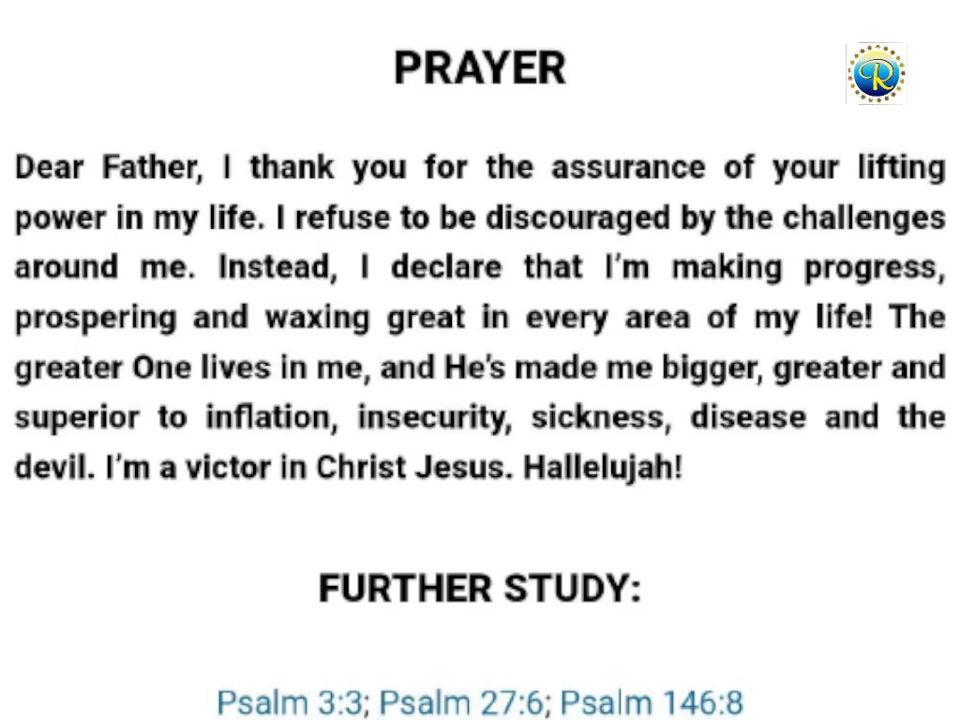 PRAYER
R
Dear Father, I thank you for the assurance of your lifting
power in my life. I refuse to be discouraged by the challenges
around me. Instead, I declare that I'm making progress,
prospering and waxing great in every area of my life! The
greater One lives in me, and He's made me bigger, greater and
superior to inflation, insecurity, sickness, disease and the
devil. I'm a victor in Christ Jesus. Hallelujah!
FURTHER STUDY:
Psalm 3:3; Psalm 27:6; Psalm 146:8